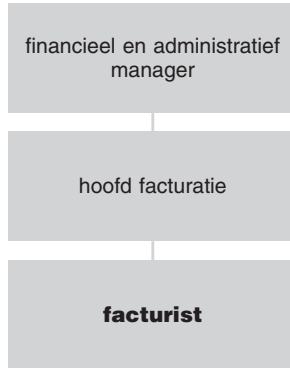 financieel en administratief
manager
hoofd facturatie
facturist